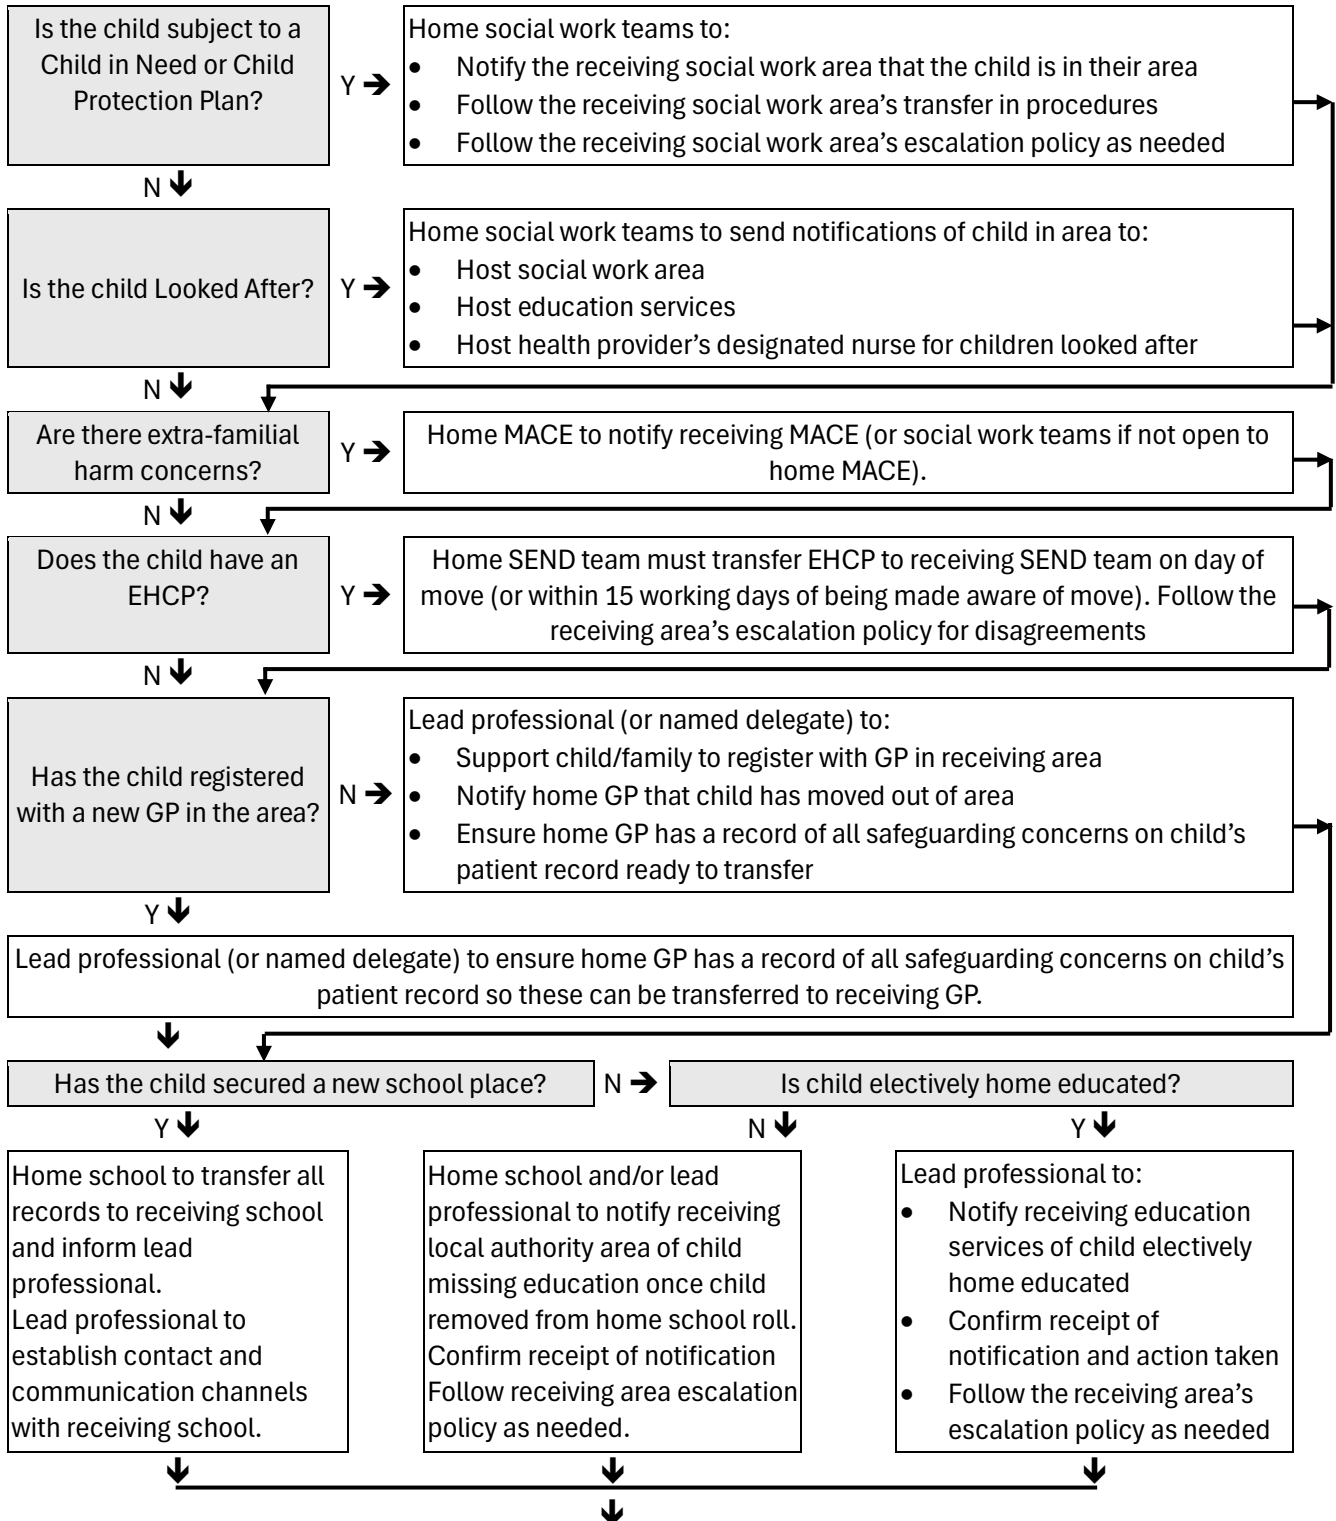 Is the child subject to a
Child in Need or Child
Protection Plan?
Y
Home social work teams to:
• Notify the receiving social work area that the child is in their area
• Follow the receiving social work area’s transfer in procedures
• Follow the receiving social work area’s escalation policy as needed
N
Is the child Looked After?
Y
Home social work teams to send notifications of child in area to:
• Host social work area
• Host education services
• Host health provider’s designated nurse for children looked after
N
Are there extra-familial
harm concerns?
Y
Home MACE to notify receiving MACE (or social work teams if not open to
home MACE).
N
Does the child have an
EHCP?
Y
Home SEND team must transfer EHCP to receiving SEND team on day of
move (or within 15 working days of being made aware of move). Follow the
receiving area’s escalation policy for disagreements
N
Has the child registered
with a new GP in the area?
N
Lead professional (or named delegate) to:
• Support child/family to register with GP in receiving area
• Notify home GP that child has moved out of area
• Ensure home GP has a record of all safeguarding concerns on child’s
patient record ready to transfer
Y
Lead professional (or named delegate) to ensure home GP has a record of all safeguarding concerns on child’s
patient record so these can be transferred to receiving GP.
Has the child secured a new school place?
N
Is child electively home educated?
Y
N
Y
Home school to transfer all
records to receiving school
and inform lead
professional.
Lead professional to
establish contact and
communication channels
with receiving school.
Home school and/or lead
professional to notify receiving
local authority area of child
missing education once child
removed from home school roll.
Confirm receipt of notification
Follow receiving area escalation
policy as needed.
Lead professional to:
• Notify receiving education
services of child electively
home educated
• Confirm receipt of
notification and action taken
• Follow the receiving area’s
escalation policy as needed